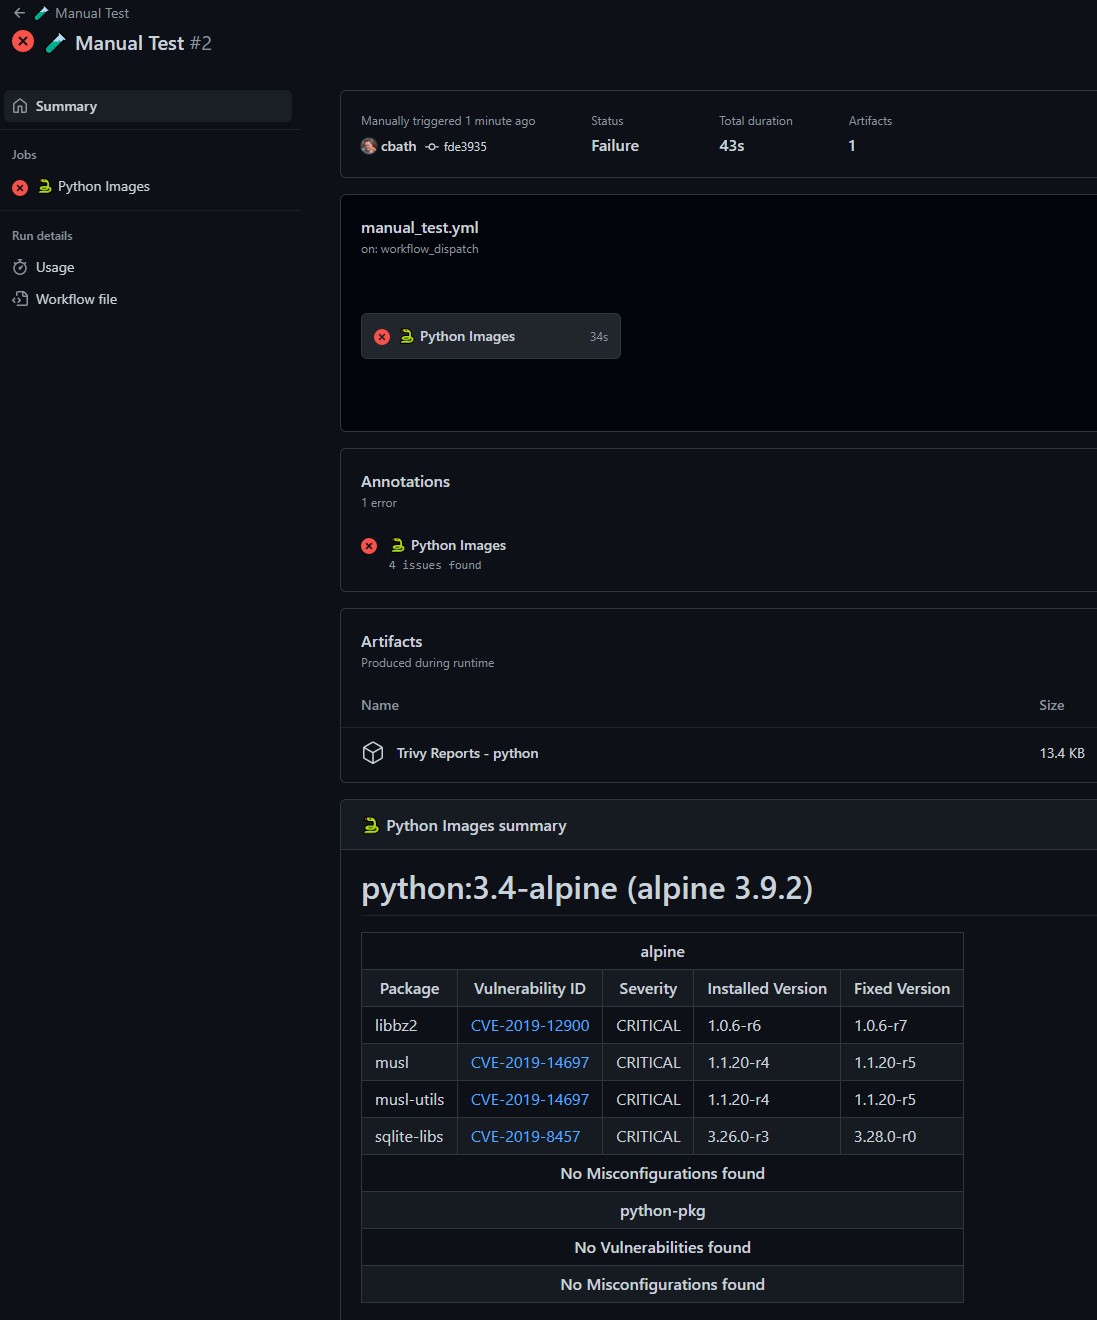 Manual Test
Manual Test #2
Summary
Jobs
Python Images
Run details
Usage
Workflow file
Manually triggered 1 minute ago
cbath fde3935
Status
Failure
Total duration
43s
Artifacts
1
manual_test.yml
on: workflow_dispatch
Python Images 34s
Annotations
1 error
Python Images
4 issues found
Artifacts
Produced during runtime
Name Size
Trivy Reports - python 13.4 KB
Python Images summary
python:3.4-alpine (alpine 3.9.2)
alpine
Package Vulnerability ID Severity Installed Version Fixed Version
libbz2 CVE-2019-12900 CRITICAL 1.0.6-r6 1.0.6-r7
musl CVE-2019-14697 CRITICAL 1.1.20-r4 1.1.20-r5
musl-utils CVE-2019-14697 CRITICAL 1.1.20-r4 1.1.20-r5
sqlite-libs CVE-2019-8457 CRITICAL 3.26.0-r3 3.28.0-r0
No Misconfigurations found
python-pkg
No Vulnerabilities found
No Misconfigurations found